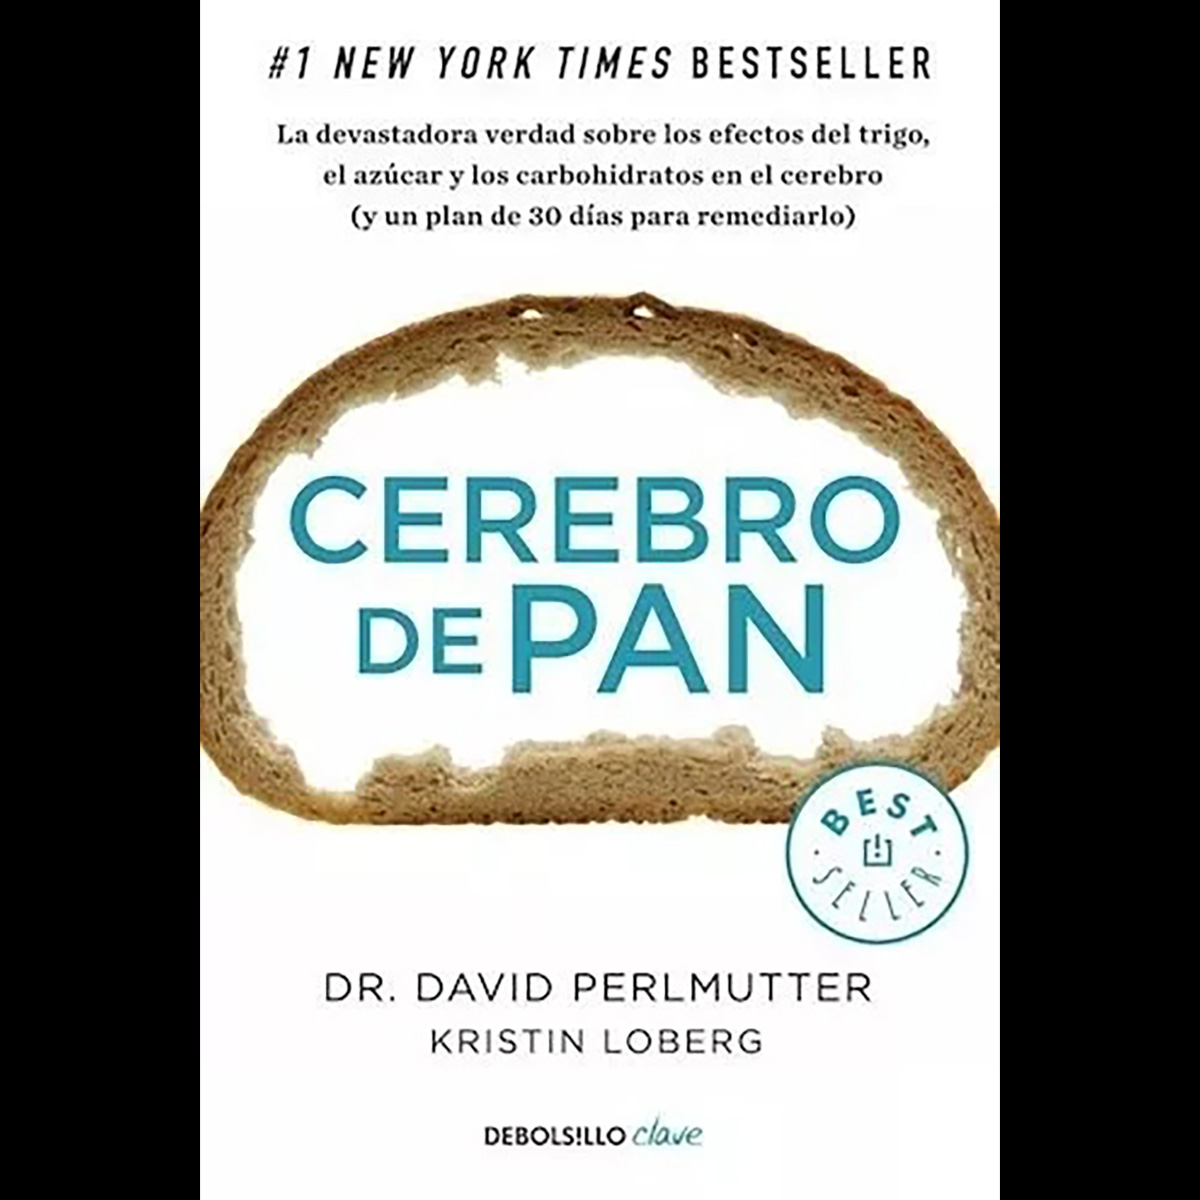 #1 NEW YORK TIMES BESTSELLER
La devastadora verdad sobre los efectos del trigo,
el azúcar y los carbohidratos en el cerebro
(y un plan de 30 días para remediarlo)
CEREBRO
DE PAN
BEST
SELLER
DR. DAVID PERLMUTTER
KRISTIN LOBERG
DEBOLS!LLO clave